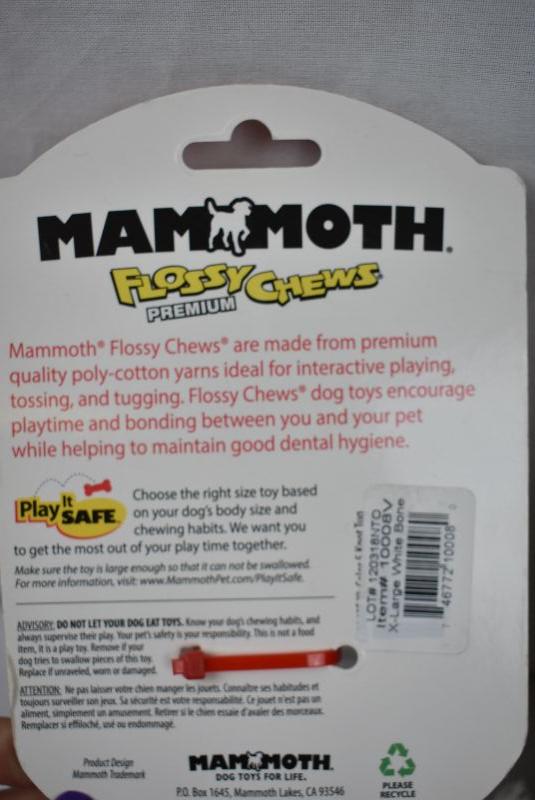 MAMMOTH.
FLOSSY CHEWS®
PREMIUM
Mammoth® Flossy Chews® are made from premium
quality poly-cotton yarns ideal for interactive playing,
tossing, and tugging. Flossy Chews® dog toys encourage
playtime and bonding between you and your pet
while helping to maintain good dental hygiene.
Play It SAFE
Choose the right size toy based
on your dog's body size and
chewing habits. We want you
to get the most out of your play time together.
Make sure the toy is large enough so that it can not be swallowed.
For more information, visit: www.MammothPet.com/PlayItSafe.
LOT# 120318NTO
Item# 10008V
X-Large White Bone
7 46772 10008 0
ADVISORY: DO NOT LET YOUR DOG EAT TOYS. Know your dog's chewing habits, and
always supervise their play. Your pet's safety is your responsibility. This is not a food
item, it is a play toy. Remove if your
dog tries to swallow pieces of this toy.
Replace if unraveled, worn or damaged.
ATTENTION: Ne pas laisser votre chien manger les jouets. Connaître ses habitudes et
toujours surveiller son jeux. Sa sécurité est votre responsabilité. Ce jouet n'est pas un
aliment, simplement un amusement. Retirer si le chien essaie d'avaler des morceaux.
Remplacer si effiloché, usé ou endommagé.
Product Design
Mammoth Trademark
MAMMOTH.
DOG TOYS FOR LIFE.
P.O. Box 1645, Mammoth Lakes, CA 93546
PLEASE
RECYCLE